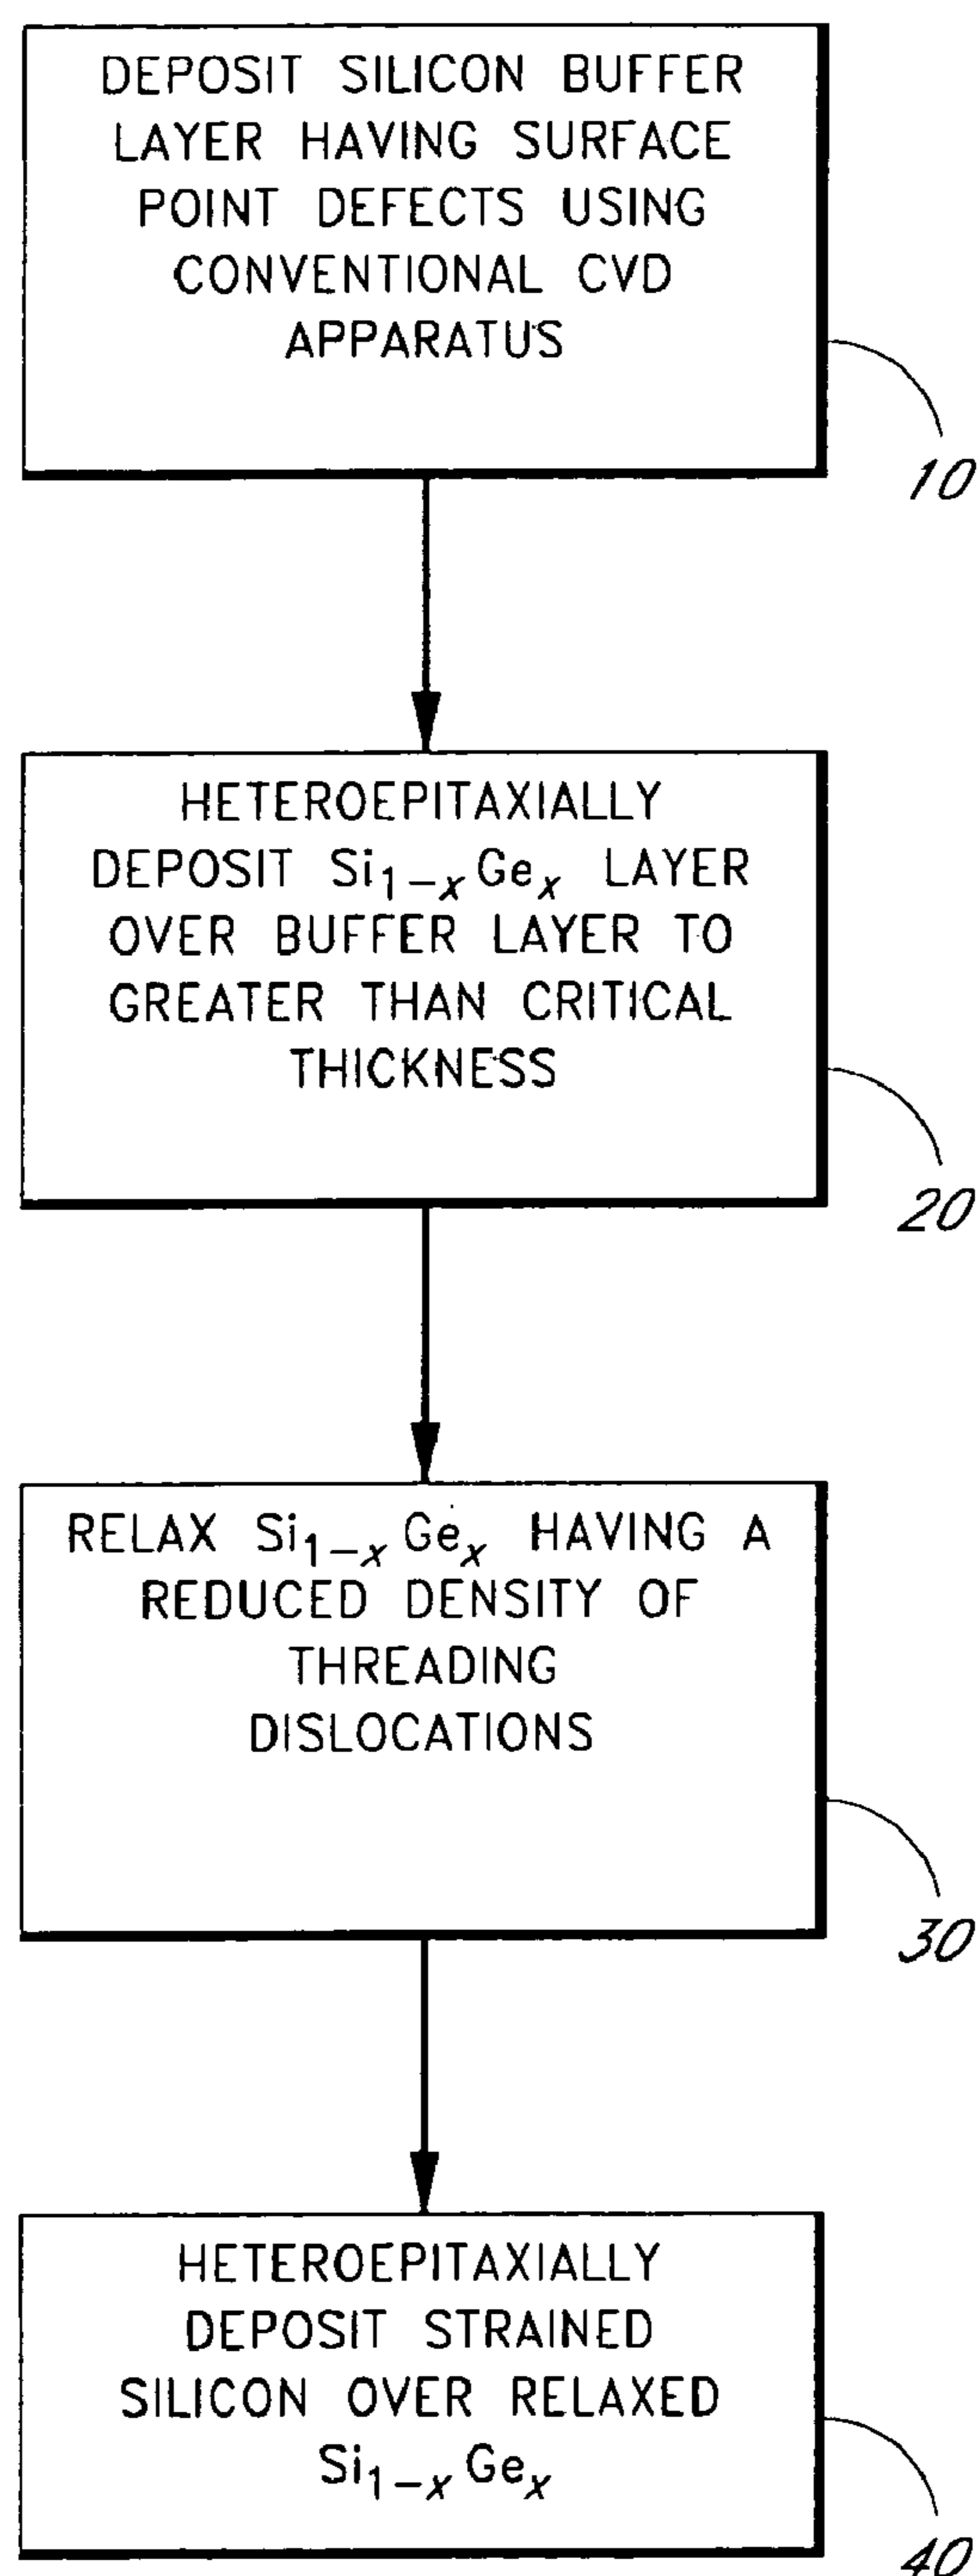 DEPOSIT SILICON BUFFER
LAYER HAVING SURFACE
POINT DEFECTS USING
CONVENTIONAL CVD
APPARATUS
10
HETEROEPITAXIALLY
DEPOSIT Si₁₋ₓGeₓ LAYER
OVER BUFFER LAYER TO
GREATER THAN CRITICAL
THICKNESS
20
RELAX Si₁₋ₓGeₓ HAVING A
REDUCED DENSITY OF
THREADING
DISLOCATIONS
30
HETEROEPITAXIALLY
DEPOSIT STRAINED
SILICON OVER RELAXED
Si₁₋ₓGeₓ
40